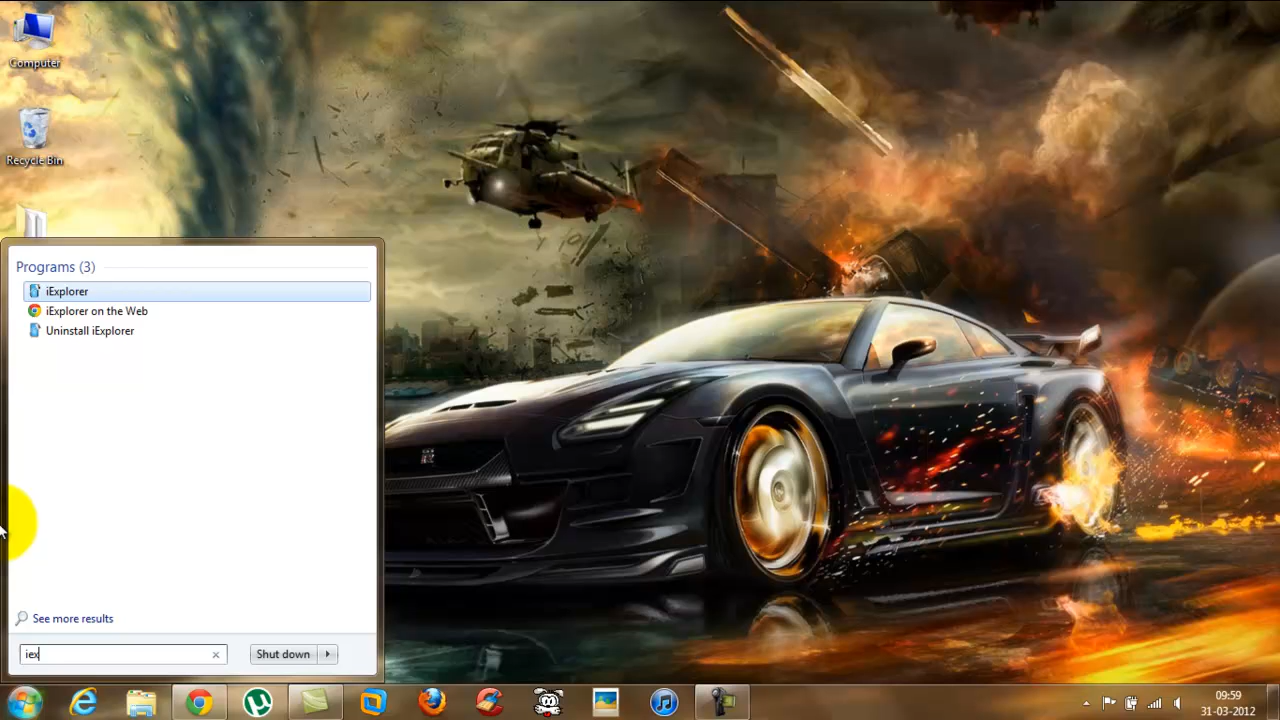 Computer
Recycle Bin
Programs (3)
iExplorer
iExplorer on the Web
Uninstall iExplorer
See more results
iex
Shut down
09:59
31-03-2012